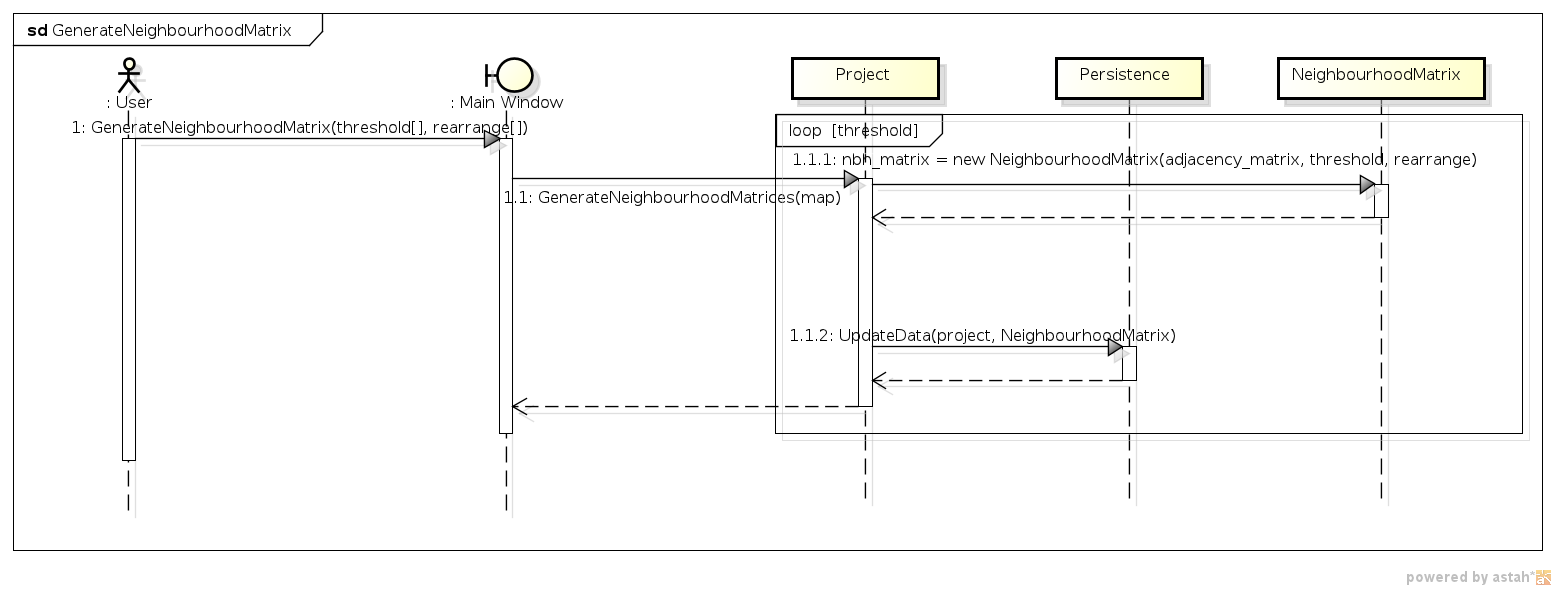 sd GenerateNeighbourhoodMatrix
Project
Persistence
NeighbourhoodMatrix
: User
: Main Window
1: GenerateNeighbourhoodMatrix(threshold[], rearrange[])
loop [threshold]
1.1.1: nbh_matrix = new NeighbourhoodMatrix(adjacency_matrix, threshold, rearrange)
1.1: GenerateNeighbourhoodMatrices(map)
1.1.2: UpdateData(project, NeighbourhoodMatrix)
powered by astah*